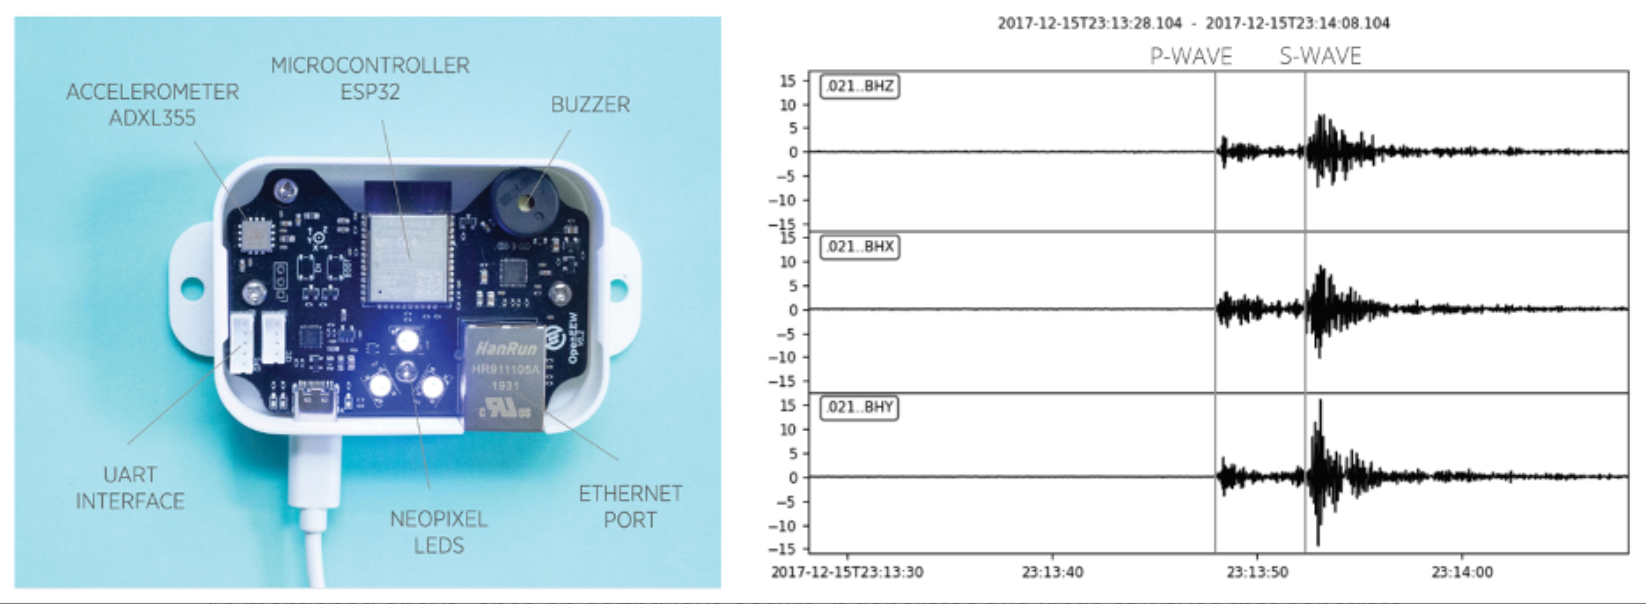 MICROCONTROLLER
ESP32
ACCELEROMETER
ADXL355
BUZZER
OpenEEW
HanRun
HR911105A
1931
c RU us
UART
INTERFACE
NEOPIXEL
LEDS
ETHERNET
PORT
2017-12-15T23:13:28.104 - 2017-12-15T23:14:08.104
P-WAVE S-WAVE
.021..BHZ
15
10
5
0
−5
−10
−15
.021..BHX
15
10
5
0
−5
−10
−15
.021..BHY
15
10
5
0
−5
−10
−15
2017-12-15T23:13:30 23:13:40 23:13:50 23:14:00